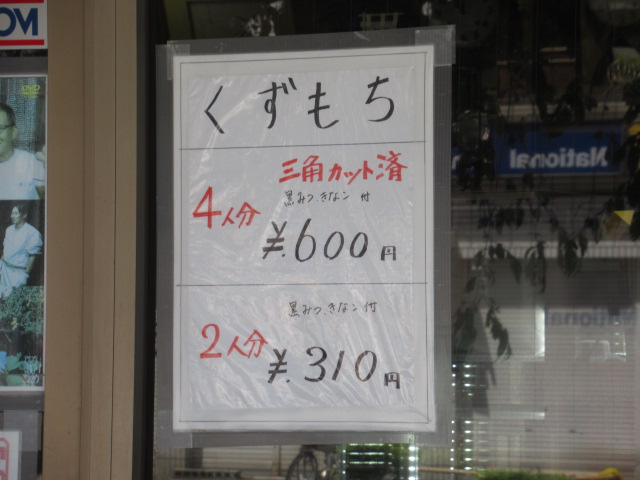 くずもち
三角カット済
黒みつ、きなこ付
4人分
¥.600円
黒みつ、きなこ付
2人分
¥.310円
National
DVD